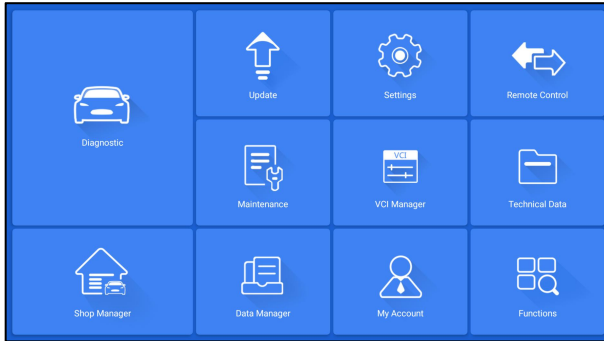 Update
Settings
Remote Control
Diagnostic
VCI
Maintenance
VCI Manager
Technical Data
Shop Manager
Data Manager
My Account
Functions